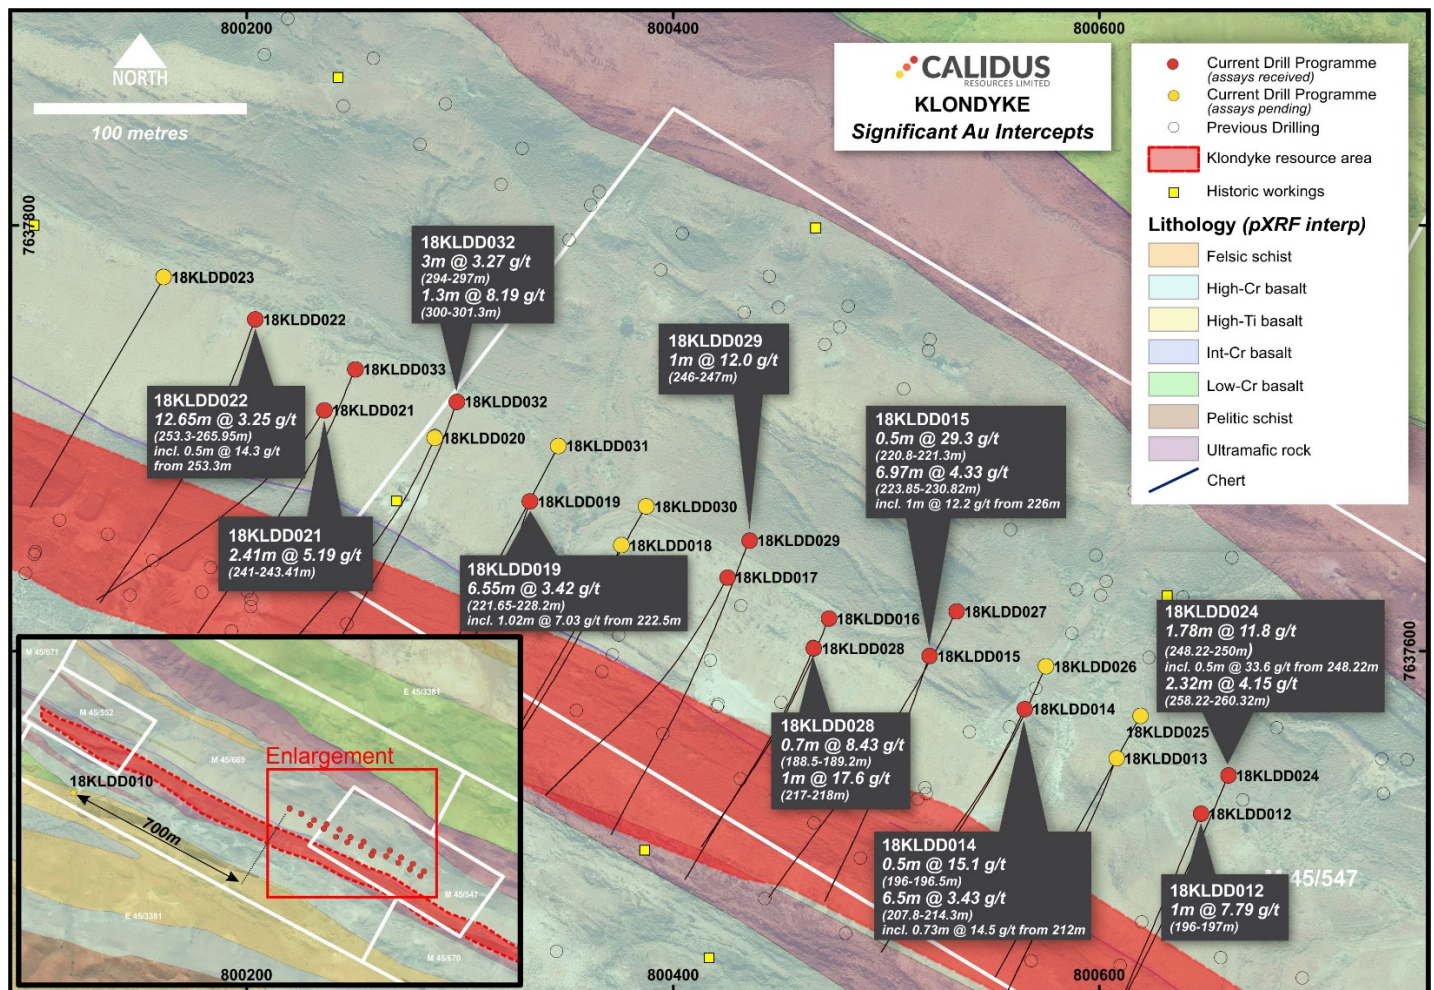 800200
800400
800600
NORTH
100 metres
CALIDUS
RESOURCES LIMITED
KLONDYKE
Significant Au Intercepts
Current Drill Programme
(assays received)
Current Drill Programme
(assays pending)
Previous Drilling
Klondyke resource area
Historic workings
Lithology (pXRF interp)
Felsic schist
High-Cr basalt
High-Ti basalt
Int-Cr basalt
Low-Cr basalt
Pelitic schist
Ultramafic rock
Chert
7637800
7637600
18KLDD023
18KLDD022
18KLDD033
18KLDD021
18KLDD032
18KLDD020
18KLDD031
18KLDD019
18KLDD030
18KLDD018
18KLDD029
18KLDD017
18KLDD016
18KLDD028
18KLDD027
18KLDD015
18KLDD026
18KLDD014
18KLDD025
18KLDD013
18KLDD024
18KLDD012
18KLDD032
3m @ 3.27 g/t
(294-297m)
1.3m @ 8.19 g/t
(300-301.3m)
18KLDD029
1m @ 12.0 g/t
(246-247m)
18KLDD022
12.65m @ 3.25 g/t
(253.3-265.95m)
incl. 0.5m @ 14.3 g/t
from 253.3m
18KLDD015
0.5m @ 29.3 g/t
(220.8-221.3m)
6.97m @ 4.33 g/t
(223.85-230.82m)
incl. 1m @ 12.2 g/t from 226m
18KLDD021
2.41m @ 5.19 g/t
(241-243.41m)
18KLDD019
6.55m @ 3.42 g/t
(221.65-228.2m)
incl. 1.02m @ 7.03 g/t from 222.5m
18KLDD024
1.78m @ 11.8 g/t
(248.22-250m)
incl. 0.5m @ 33.6 g/t from 248.22m
2.32m @ 4.15 g/t
(258.22-260.32m)
18KLDD028
0.7m @ 8.43 g/t
(188.5-189.2m)
1m @ 17.6 g/t
(217-218m)
18KLDD014
0.5m @ 15.1 g/t
(196-196.5m)
6.5m @ 3.43 g/t
(207.8-214.3m)
incl. 0.73m @ 14.5 g/t from 212m
18KLDD012
1m @ 7.79 g/t
(196-197m)
M 45/547
M 45/671
M 45/552
E 45/3381
M 45/669
Enlargement
18KLDD010
700m
M 45/547
E 45/3381
M 45/670
800200
800400
800600